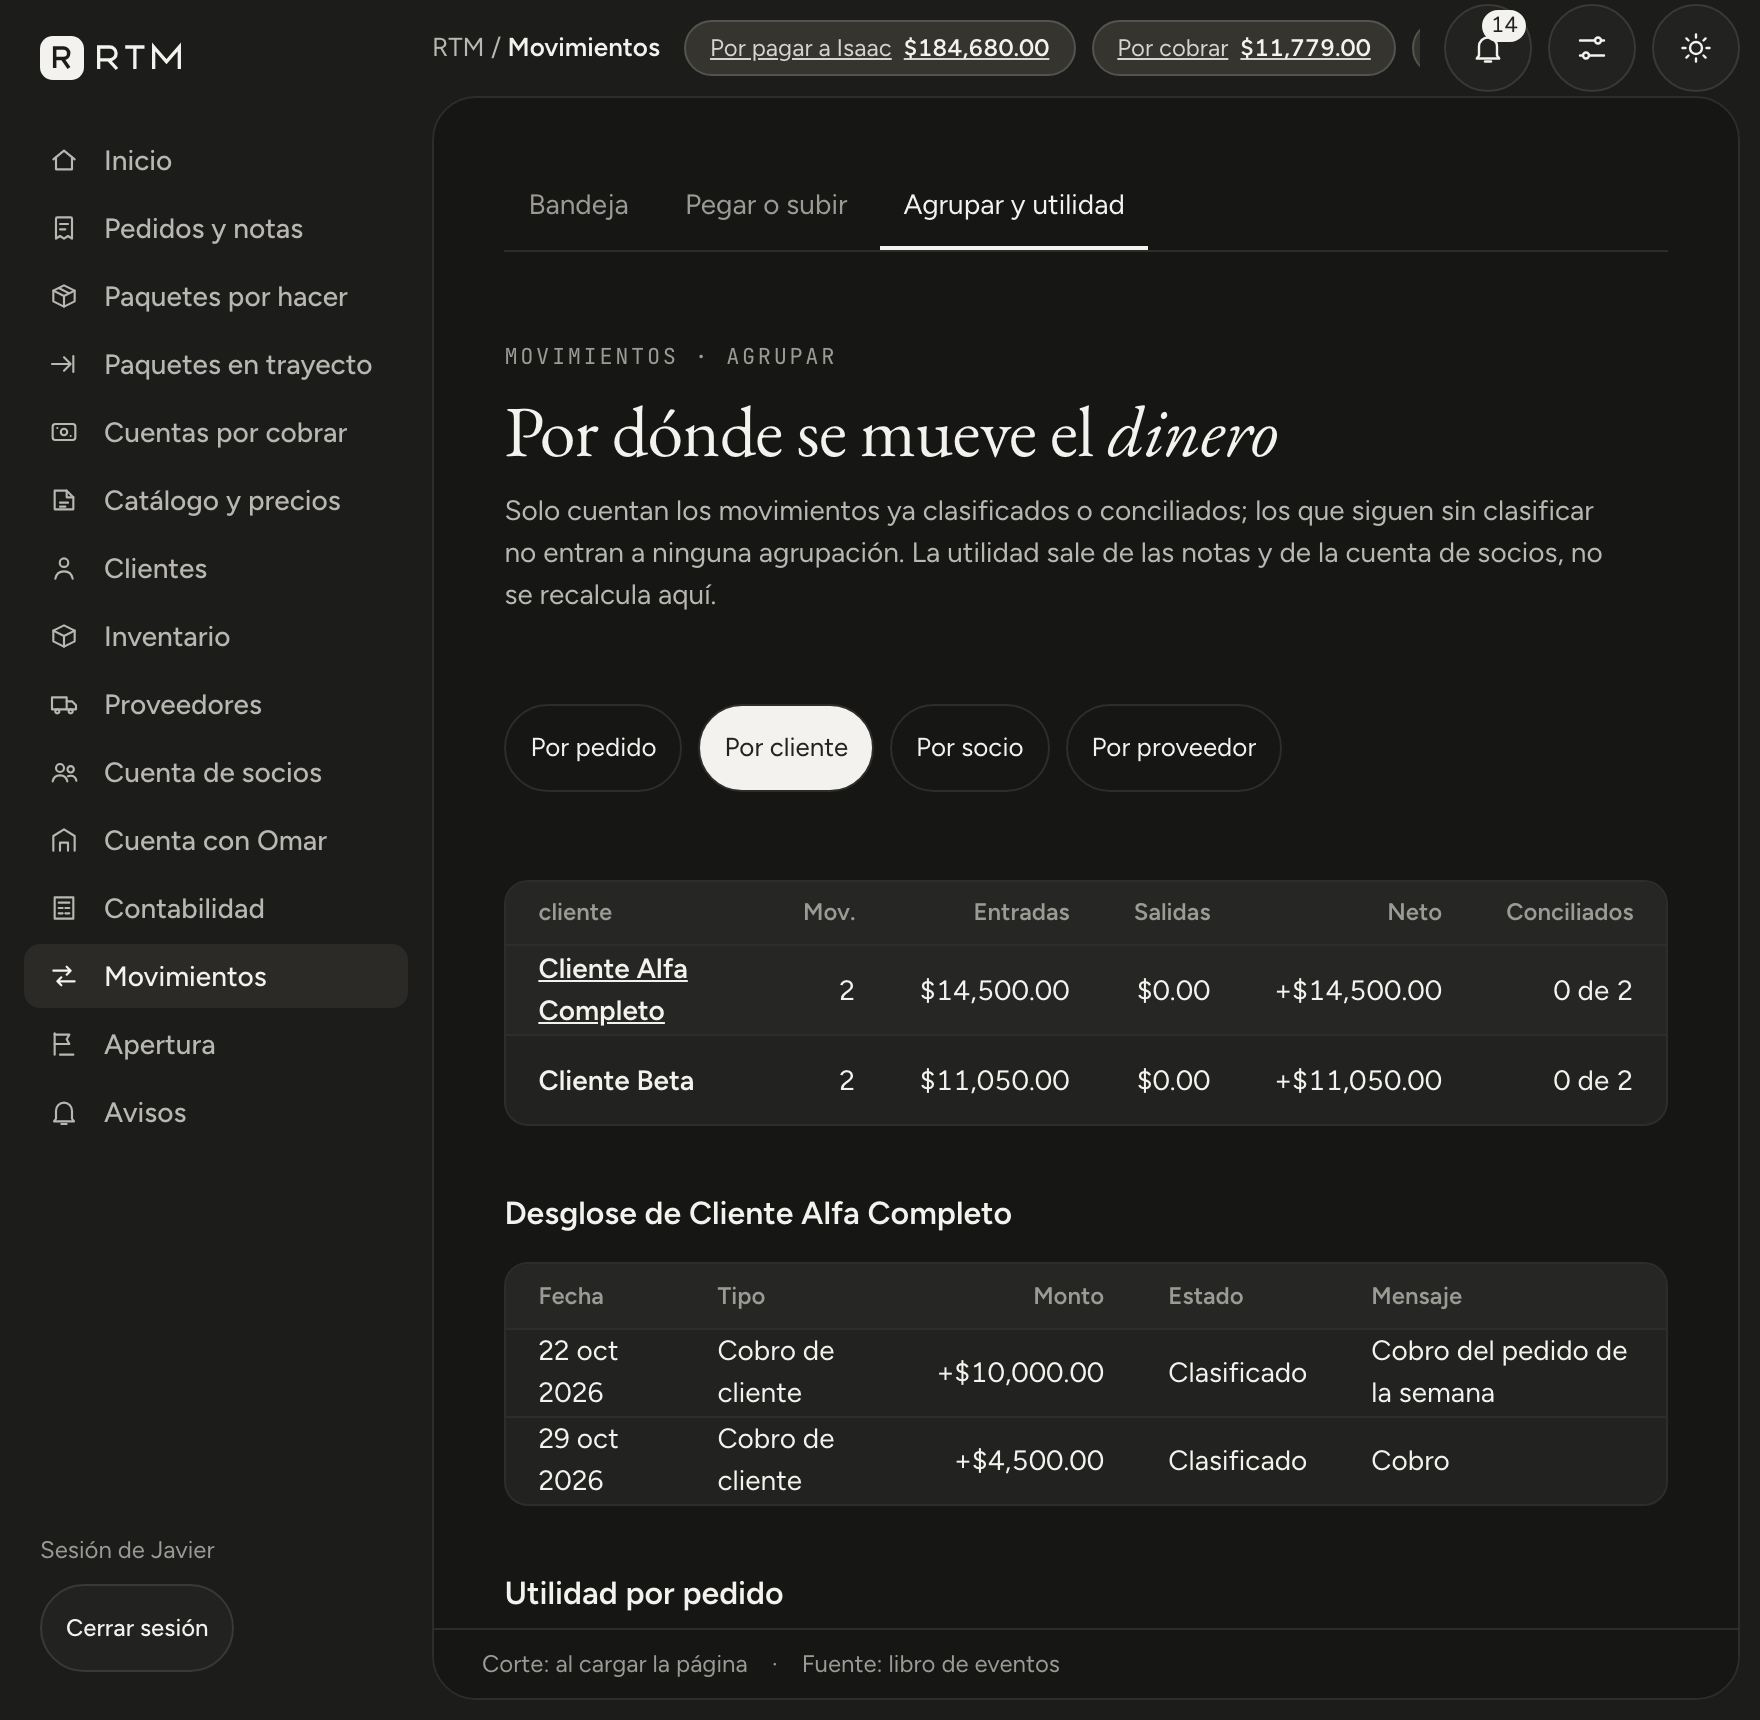 R RTM
RTM / Movimientos
Por pagar a Isaac $184,680.00
Por cobrar $11,779.00
14
Inicio
Pedidos y notas
Paquetes por hacer
Paquetes en trayecto
Cuentas por cobrar
Catálogo y precios
Clientes
Inventario
Proveedores
Cuenta de socios
Cuenta con Omar
Contabilidad
Movimientos
Apertura
Avisos
Sesión de Javier
Cerrar sesión
Bandeja Pegar o subir Agrupar y utilidad
MOVIMIENTOS · AGRUPAR
Por dónde se mueve el dinero
Solo cuentan los movimientos ya clasificados o conciliados; los que siguen sin clasificar
no entran a ninguna agrupación. La utilidad sale de las notas y de la cuenta de socios, no
se recalcula aquí.
Por pedido Por cliente Por socio Por proveedor
cliente Mov. Entradas Salidas Neto Conciliados
Cliente Alfa
Completo 2 $14,500.00 $0.00 +$14,500.00 0 de 2
Cliente Beta 2 $11,050.00 $0.00 +$11,050.00 0 de 2
Desglose de Cliente Alfa Completo
Fecha Tipo Monto Estado Mensaje
22 oct
2026 Cobro de
cliente +$10,000.00 Clasificado Cobro del pedido de
la semana
29 oct
2026 Cobro de
cliente +$4,500.00 Clasificado Cobro
Utilidad por pedido
Corte: al cargar la página · Fuente: libro de eventos